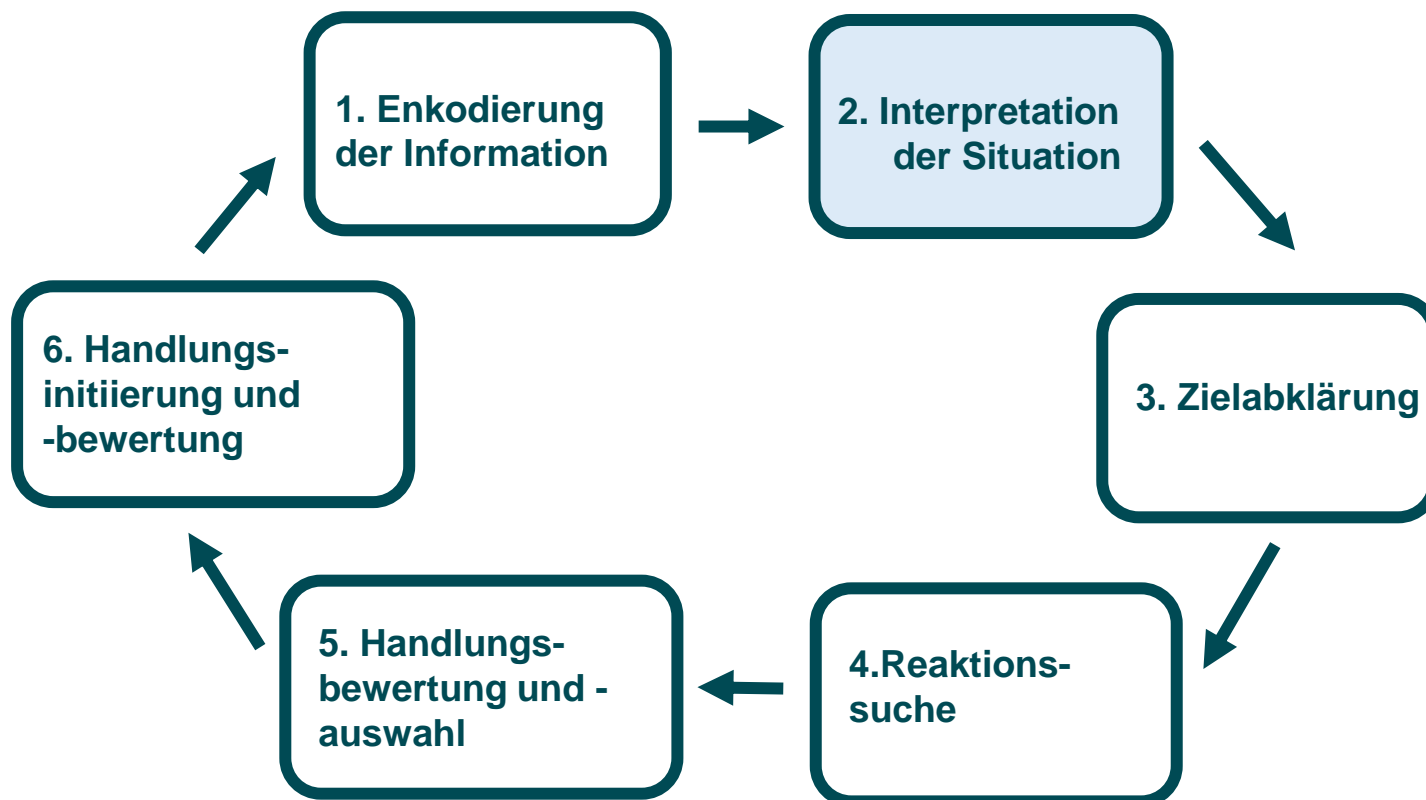 1. Enkodierung
der Information
2. Interpretation
der Situation
3. Zielabklärung
4.Reaktions-
suche
5. Handlungs-
bewertung und -
auswahl
6. Handlungs-
initiierung und
-bewertung